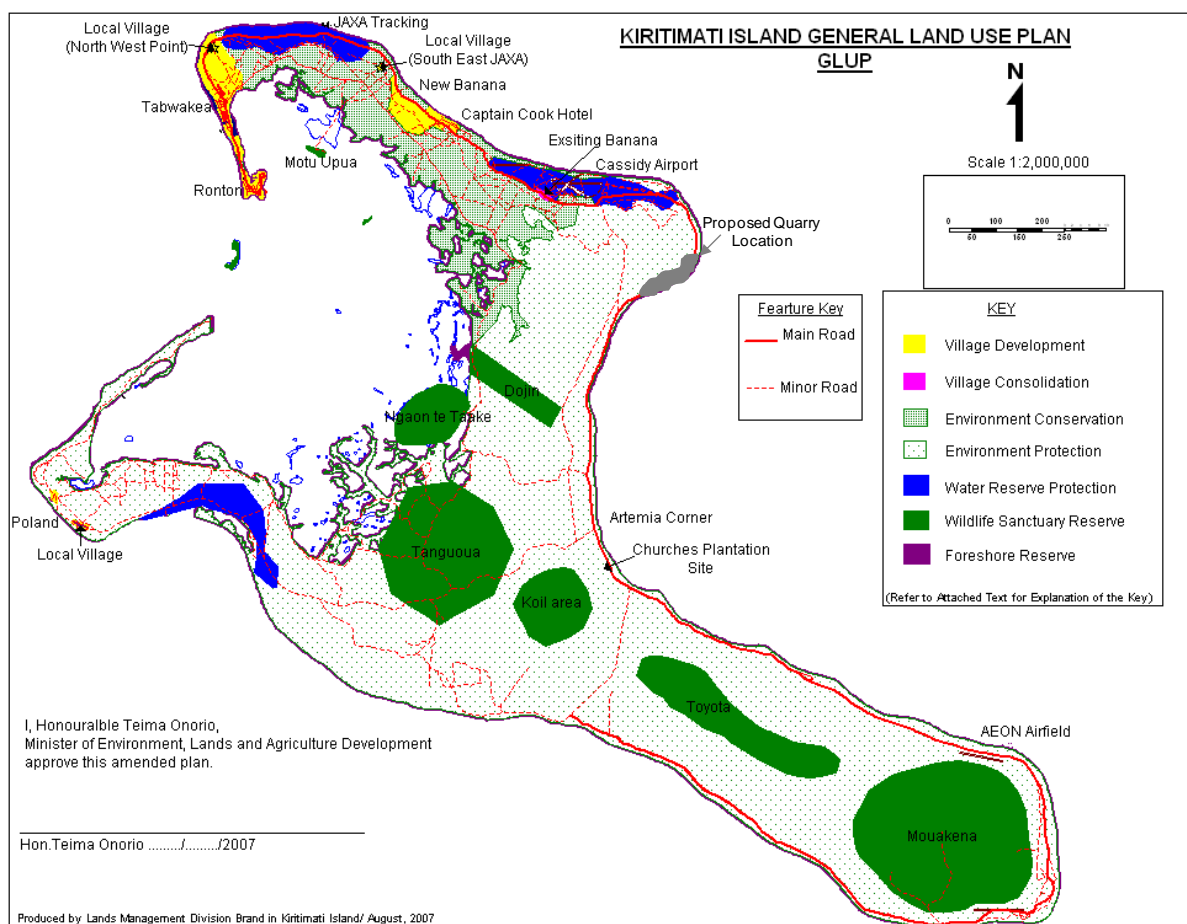 KIRITIMATI ISLAND GENERAL LAND USE PLAN
GLUP
N
Scale 1:2,000,000
0 100 200
50 150 250
JAXA Tracking
Local Village
(North West Point)
Local Village
(South East JAXA)
New Banana
Captain Cook Hotel
Tabwakea
Exsiting Banana
Cassidy Airport
Motu Upua
Ronton
Proposed Quarry
Location
Fearture Key
Main Road
Minor Road
KEY
Village Development
Village Consolidation
Environment Conservation
Environment Protection
Water Reserve Protection
Wildlife Sanctuary Reserve
Foreshore Reserve
(Refer to Attached Text for Explanation of the Key)
Dojin
Ngaon te Taake
Poland
Local Village
Artemia Corner
Churches Plantation
Site
Tanguoua
Koil area
Toyota
AEON Airfield
Mouakena
I, Honouralble Teima Onorio,
Minister of Environment, Lands and Agriculture Development
approve this amended plan.
Hon.Teima Onorio ......../......../2007
Produced by Lands Management Division Brand in Kiritimati Island/ August, 2007